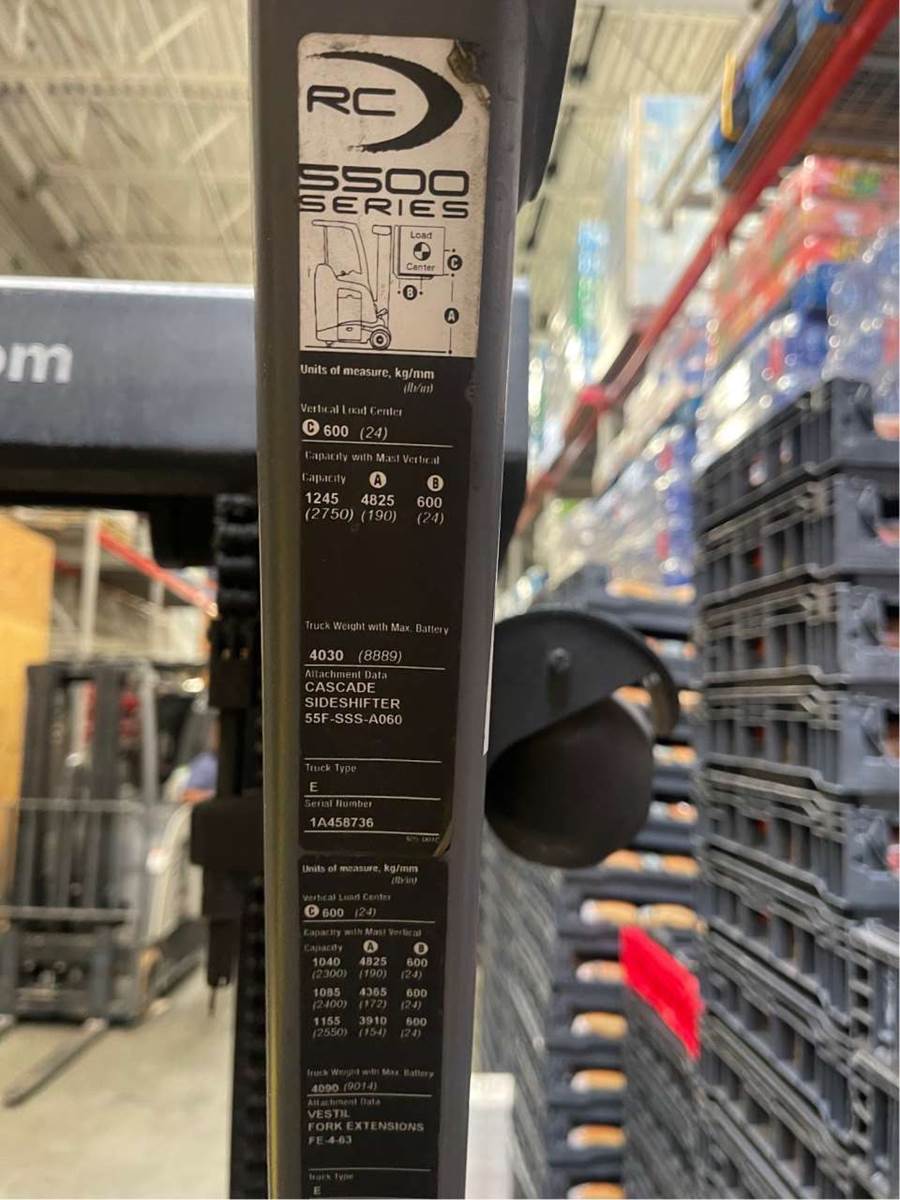 om
RC
5500
SERIES
Load
Center
C
B
A
Units of measure, kg/mm
(lb/in)
Vertical Load Center
C 600 (24)
Capacity with Mast Vertical
Capacity A B
1245 4825 600
(2750) (190) (24)
Truck Weight with Max. Battery
4030 (8889)
Attachment Data
CASCADE
SIDESHIFTER
55F-SSS-A060
Truck Type
E
Serial Number
1A458736
Units of measure, kg/mm
(lb/in)
Vertical Load Center
C 600 (24)
Capacity with Mast Vertical
Capacity A B
1040 4825 600
(2300) (190) (24)
1085 4365 600
(2400) (172) (24)
1155 3910 600
(2550) (154) (24)
Truck Weight with Max. Battery
4090 (9014)
Attachment Data
VESTIL
FORK EXTENSIONS
FE-4-63
Truck Type
E